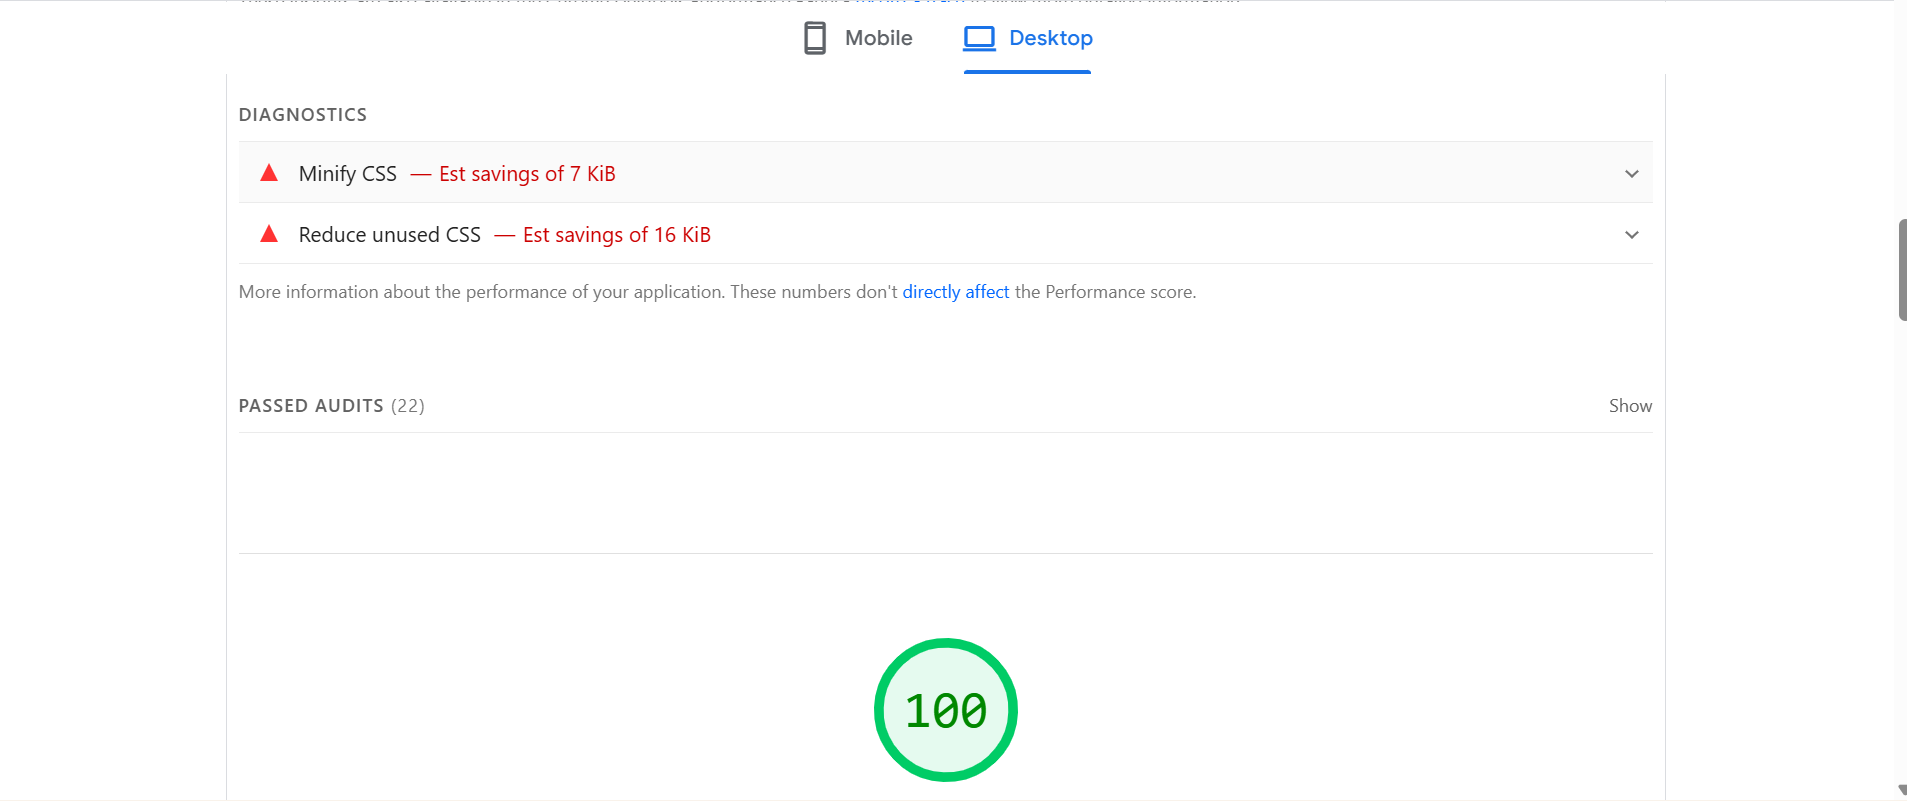 Mobile
Desktop
DIAGNOSTICS
Minify CSS — Est savings of 7 KiB
Reduce unused CSS — Est savings of 16 KiB
More information about the performance of your application. These numbers don't directly affect the Performance score.
PASSED AUDITS (22)
Show
100